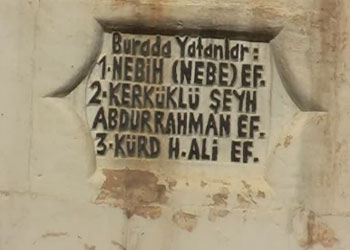 Burada Yatanlar:
1-NEBİH (NEBE) EF.
2-KERKÜKLÜ ŞEYH
ABDURRAHMAN EF.
3-KÜRD H.ALi EF.